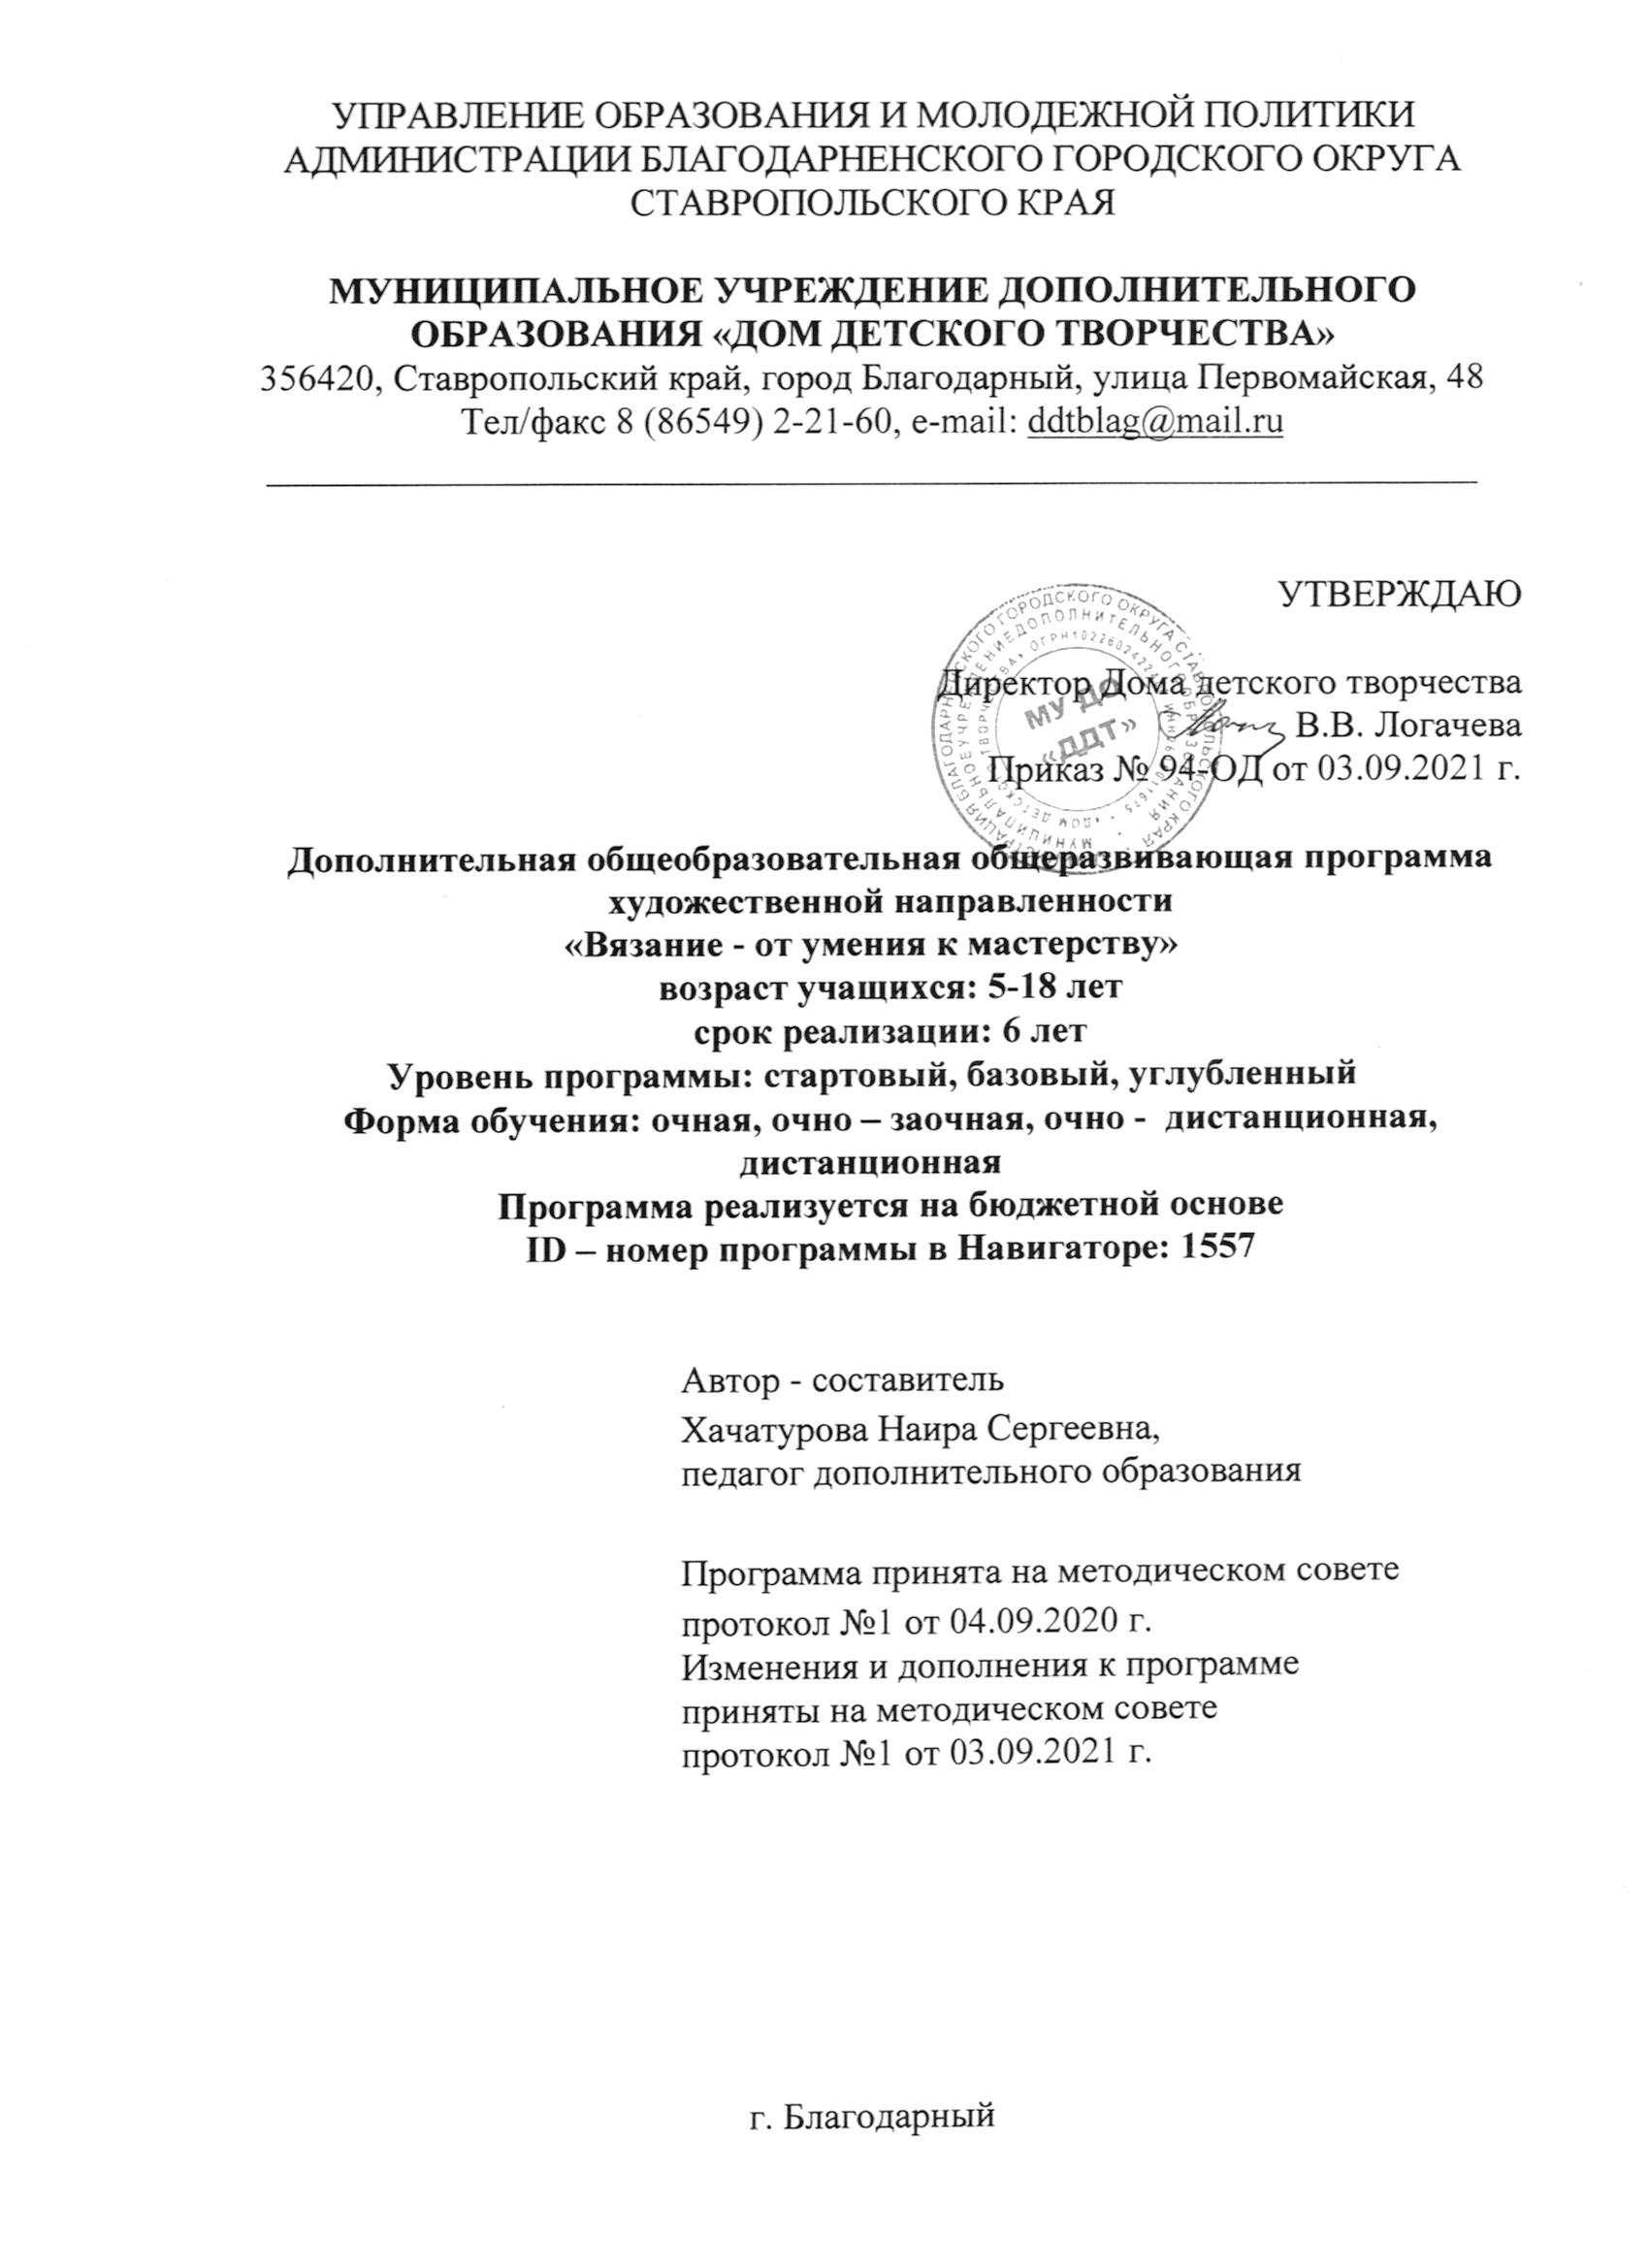 УПРАВЛЕНИЕ ОБРАЗОВАНИЯ И МОЛОДЕЖНОЙ ПОЛИТИКИ
АДМИНИСТРАЦИИ БЛАГОДАРНЕНСКОГО ГОРОДСКОГО ОКРУГА
СТАВРОПОЛЬСКОГО КРАЯ
МУНИЦИПАЛЬНОЕ УЧРЕЖДЕНИЕ ДОПОЛНИТЕЛЬНОГО
ОБРАЗОВАНИЯ «ДОМ ДЕТСКОГО ТВОРЧЕСТВА»
356420, Ставропольский край, город Благодарный, улица Первомайская, 48
Тел/факс 8 (86549) 2-21-60, e-mail: ddtblag@mail.ru
УТВЕРЖДАЮ
Директор Дома детского творчества
В.В. Логачева
Приказ № 94-ОД от 03.09.2021 г.
МУ ДО
«ДДТ»
Дополнительная общеобразовательная общеразвивающая программа
художественной направленности
«Вязание - от умения к мастерству»
возраст учащихся: 5-18 лет
срок реализации: 6 лет
Уровень программы: стартовый, базовый, углубленный
Форма обучения: очная, очно – заочная, очно - дистанционная,
дистанционная
Программа реализуется на бюджетной основе
ID – номер программы в Навигаторе: 1557
Автор - составитель
Хачатурова Наира Сергеевна,
педагог дополнительного образования
Программа принята на методическом совете
протокол №1 от 04.09.2020 г.
Изменения и дополнения к программе
приняты на методическом совете
протокол №1 от 03.09.2021 г.
г. Благодарный